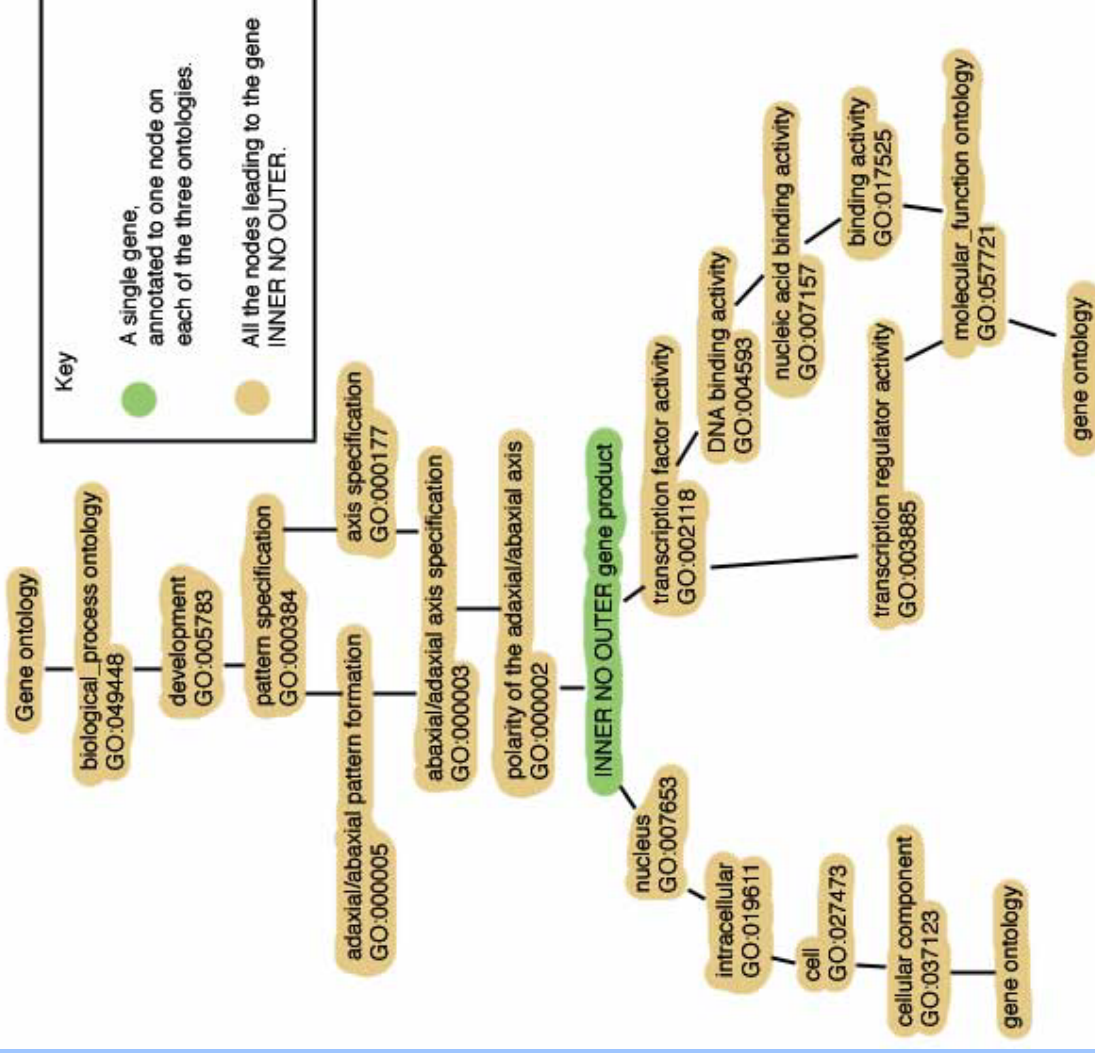 Key
A single gene,
annotated to one node on
each of the three ontologies.
All the nodes leading to the gene
INNER NO OUTER.
Gene ontology
biological_process ontology
GO:049448
development
GO:005783
pattern specification
GO:000384
adaxial/abaxial pattern formation
GO:000005
axis specification
GO:000177
abaxial/adaxial axis specification
GO:000003
polarity of the adaxial/abaxial axis
GO:000002
INNER NO OUTER gene product
nucleus
GO:007653
intracellular
GO:019611
cell
GO:027473
cellular component
GO:037123
gene ontology
transcription factor activity
GO:002118
DNA binding activity
GO:004593
nucleic acid binding activity
GO:007157
binding activity
GO:017525
transcription regulator activity
GO:003885
molecular_function ontology
GO:057721
gene ontology